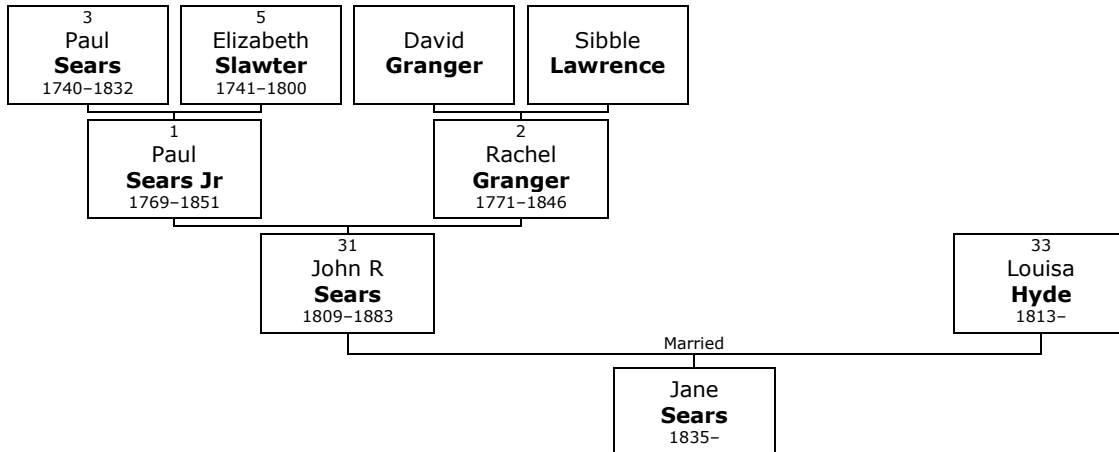 3
Paul
Sears
1740–1832
5
Elizabeth
Slawter
1741–1800
David
Granger
Sibble
Lawrence
1
Paul
Sears Jr
1769–1851
2
Rachel
Granger
1771–1846
31
John R
Sears
1809–1883
33
Louisa
Hyde
1813–
Married
Jane
Sears
1835–